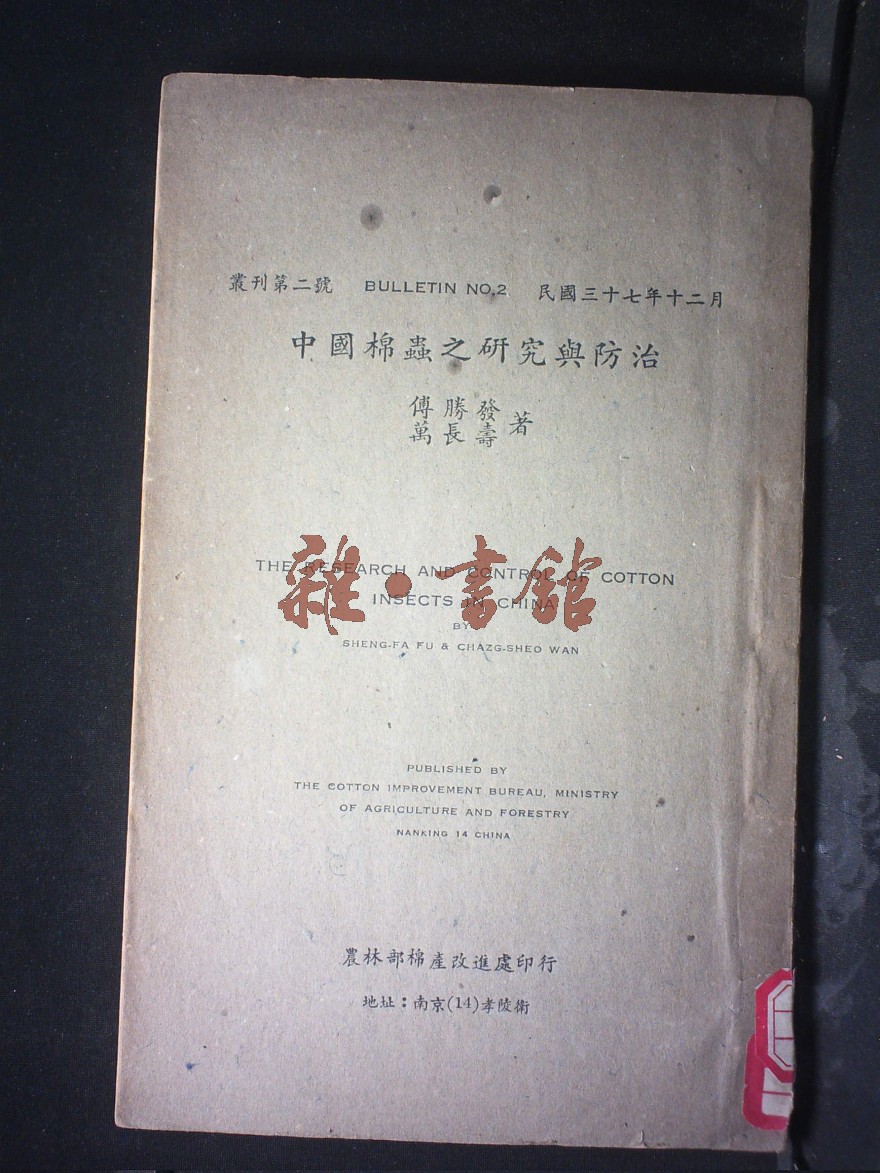 叢刊第二號 BULLETIN NO.2 民國三十七年十二月
中國棉蟲之研究與防治
傅勝發
萬長壽 著
雜·書館
THE RESEARCH AND CONTROL OF COTTON
INSECTS IN CHINA
BY
SHENG-FA FU & CHAZG-SHEO WAN
PUBLISHED BY
THE COTTON IMPROVEMENT BUREAU, MINISTRY
OF AGRICULTURE AND FORESTRY
NANKING 14 CHINA
農林部棉產改進處印行
地址：南京(14)孝陵衛